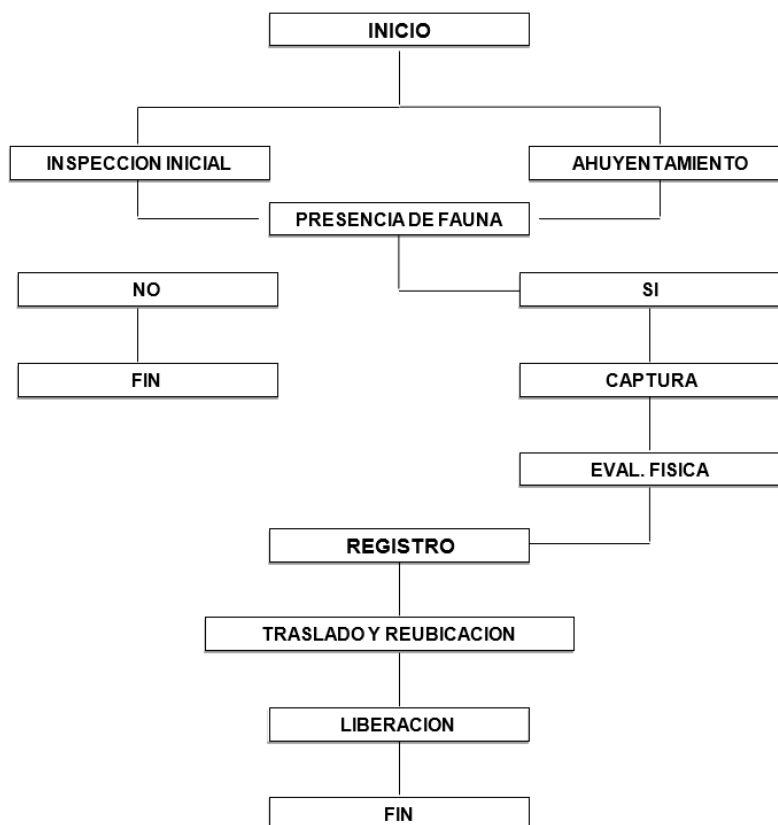 INICIO
INSPECCION INICIAL
AHUYENTAMIENTO
PRESENCIA DE FAUNA
NO
SI
FIN
CAPTURA
EVAL. FISICA
REGISTRO
TRASLADO Y REUBICACION
LIBERACION
FIN